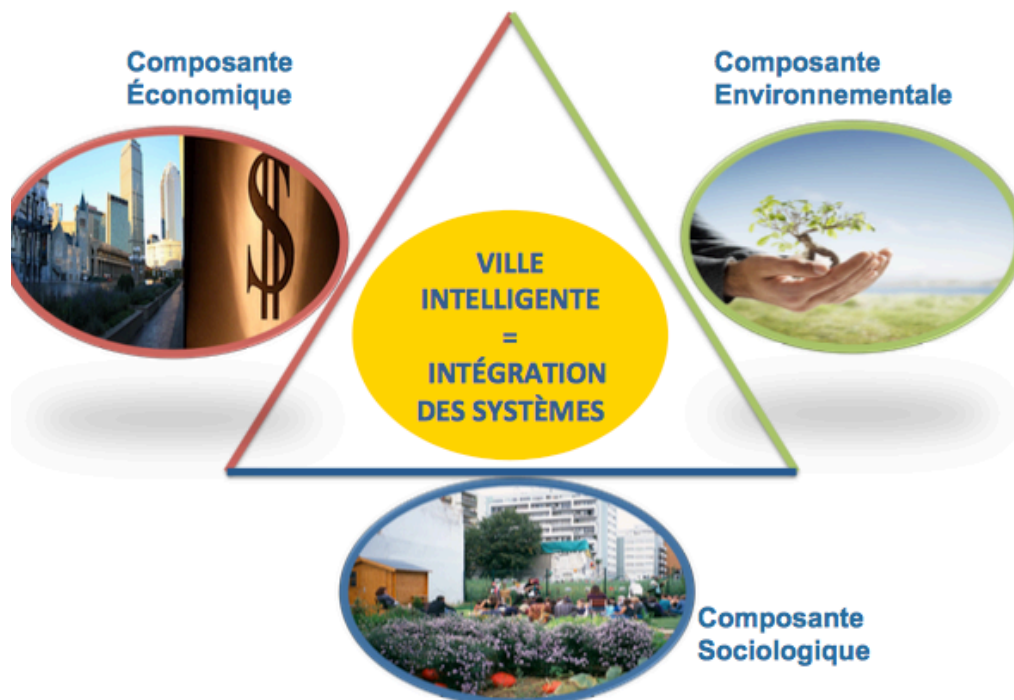 Composante
Économique
Composante
Environnementale
VILLE
INTELLIGENTE
=
INTÉGRATION
DES SYSTÈMES
Composante
Sociologique